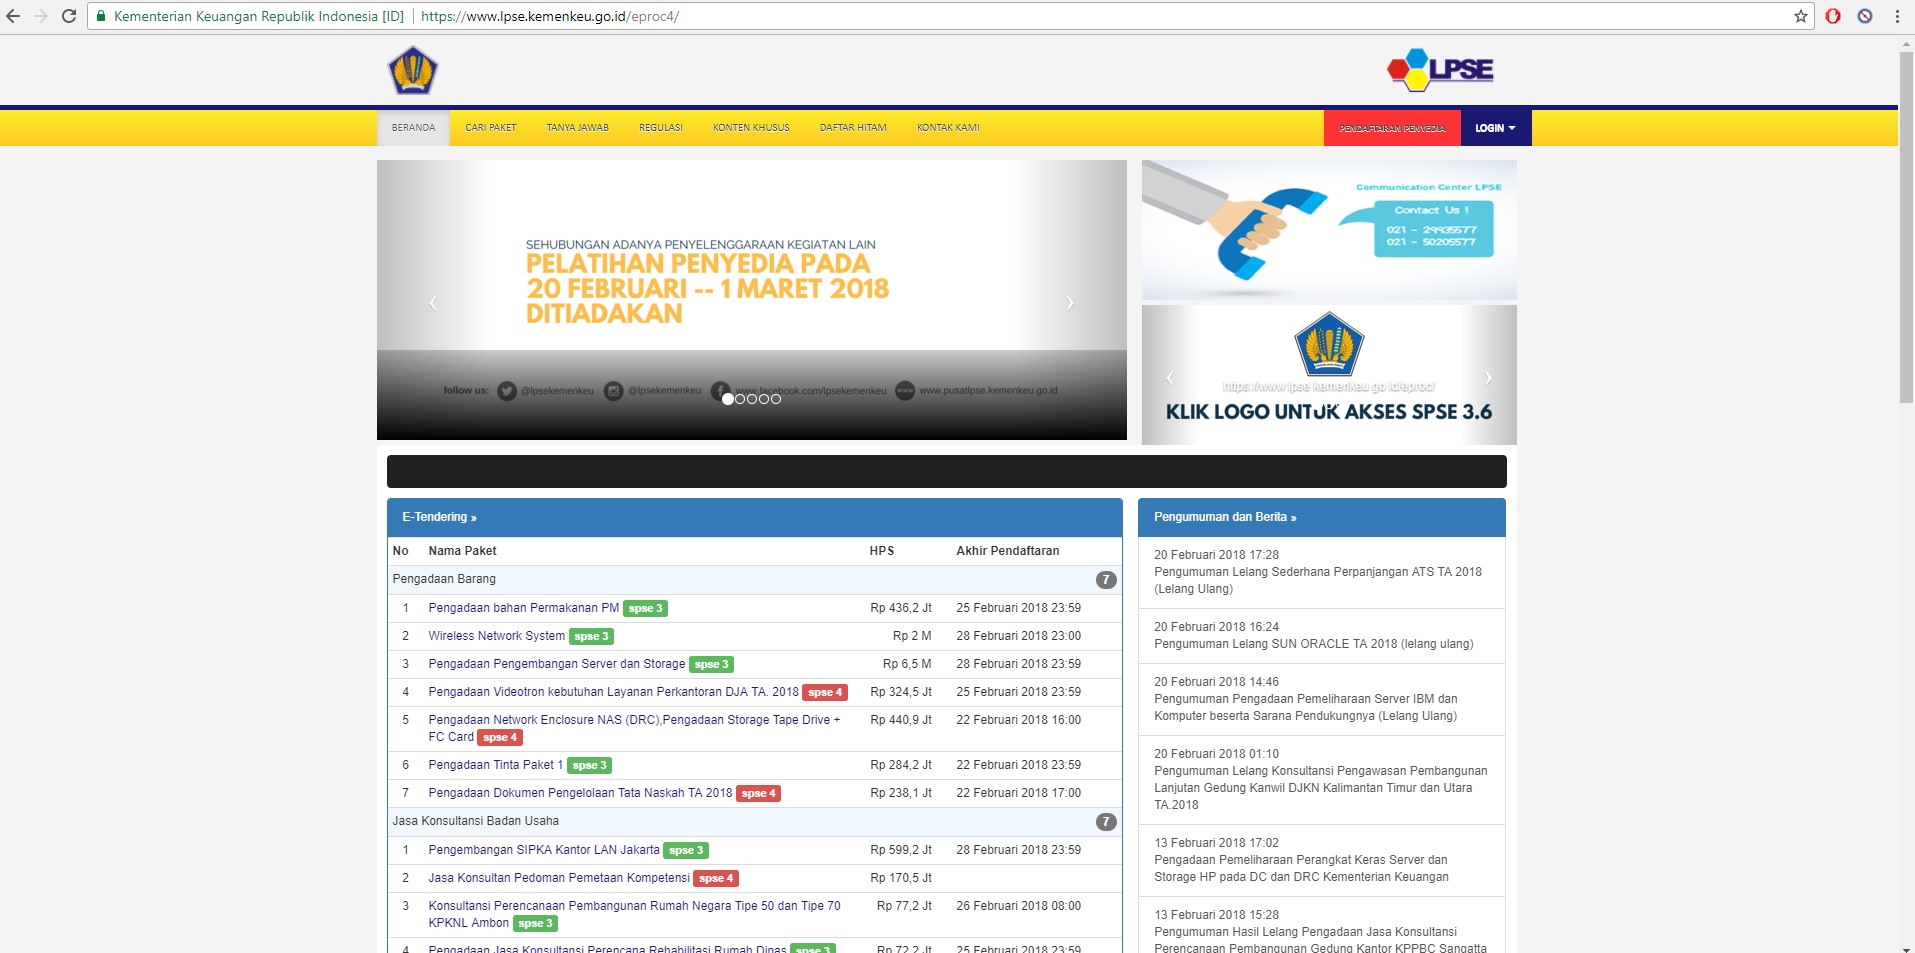 Kementerian Keuangan Republik Indonesia [ID]
https://www.lpse.kemenkeu.go.id/eproc4/
LPSE
BERANDA
CARI PAKET
TANYA JAWAB
REGULASI
KONTEN KHUSUS
DAFTAR HITAM
KONTAK KAMI
PENDAFTARAN PENYEDIA
LOGIN
SEHUBUNGAN ADANYA PENYELENGGARAAN KEGIATAN LAIN
PELATIHAN PENYEDIA PADA
20 FEBRUARI -- 1 MARET 2018
DITIADAKAN
follow us: @lpsekemenkeu @lpsekemenkeu www.facebook.com/lpsekemenkeu www.pusatlpse.kemenkeu.go.id
Communication Center LPSE
Contact Us !
021 - 29935577
021 - 50205577
https://www.lpse.kemenkeu.go.id/eproc/
KLIK LOGO UNTUK AKSES SPSE 3.6
E-Tendering »
No Nama Paket HPS Akhir Pendaftaran
Pengadaan Barang 7
1 Pengadaan bahan Permakanan PM spse 3 Rp 436,2 Jt 25 Februari 2018 23:59
2 Wireless Network System spse 3 Rp 2 M 28 Februari 2018 23:00
3 Pengadaan Pengembangan Server dan Storage spse 3 Rp 6,5 M 28 Februari 2018 23:59
4 Pengadaan Videotron kebutuhan Layanan Perkantoran DJA TA. 2018 spse 4 Rp 324,5 Jt 25 Februari 2018 23:59
5 Pengadaan Network Enclosure NAS (DRC),Pengadaan Storage Tape Drive + Rp 440,9 Jt 22 Februari 2018 16:00
FC Card spse 4
6 Pengadaan Tinta Paket 1 spse 3 Rp 284,2 Jt 22 Februari 2018 23:59
7 Pengadaan Dokumen Pengelolaan Tata Naskah TA 2018 spse 4 Rp 238,1 Jt 22 Februari 2018 17:00
Jasa Konsultansi Badan Usaha 7
1 Pengembangan SIPKA Kantor LAN Jakarta spse 3 Rp 599,2 Jt 28 Februari 2018 23:59
2 Jasa Konsultan Pedoman Pemetaan Kompetensi spse 4 Rp 170,5 Jt
3 Konsultansi Perencanaan Pembangunan Rumah Negara Tipe 50 dan Tipe 70 Rp 77,2 Jt 26 Februari 2018 08:00
KPKNL Ambon spse 3
4 Pengadaan Jasa Konsultansi Perencana Rehabilitasi Rumah Dinas spse 3 Rp 72,2 Jt 25 Februari 2018 23:59
Pengumuman dan Berita »
20 Februari 2018 17:28
Pengumuman Lelang Sederhana Perpanjangan ATS TA 2018
(Lelang Ulang)
20 Februari 2018 16:24
Pengumuman Lelang SUN ORACLE TA 2018 (lelang ulang)
20 Februari 2018 14:46
Pengumuman Pengadaan Pemeliharaan Server IBM dan
Komputer beserta Sarana Pendukungnya (Lelang Ulang)
20 Februari 2018 01:10
Pengumuman Lelang Konsultansi Pengawasan Pembangunan
Lanjutan Gedung Kanwil DJKN Kalimantan Timur dan Utara
TA.2018
13 Februari 2018 17:02
Pengadaan Pemeliharaan Perangkat Keras Server dan
Storage HP pada DC dan DRC Kementerian Keuangan
13 Februari 2018 15:28
Pengumuman Hasil Lelang Pengadaan Jasa Konsultansi
Perencanaan Pembangunan Gedung Kantor KPPBC Sangatta